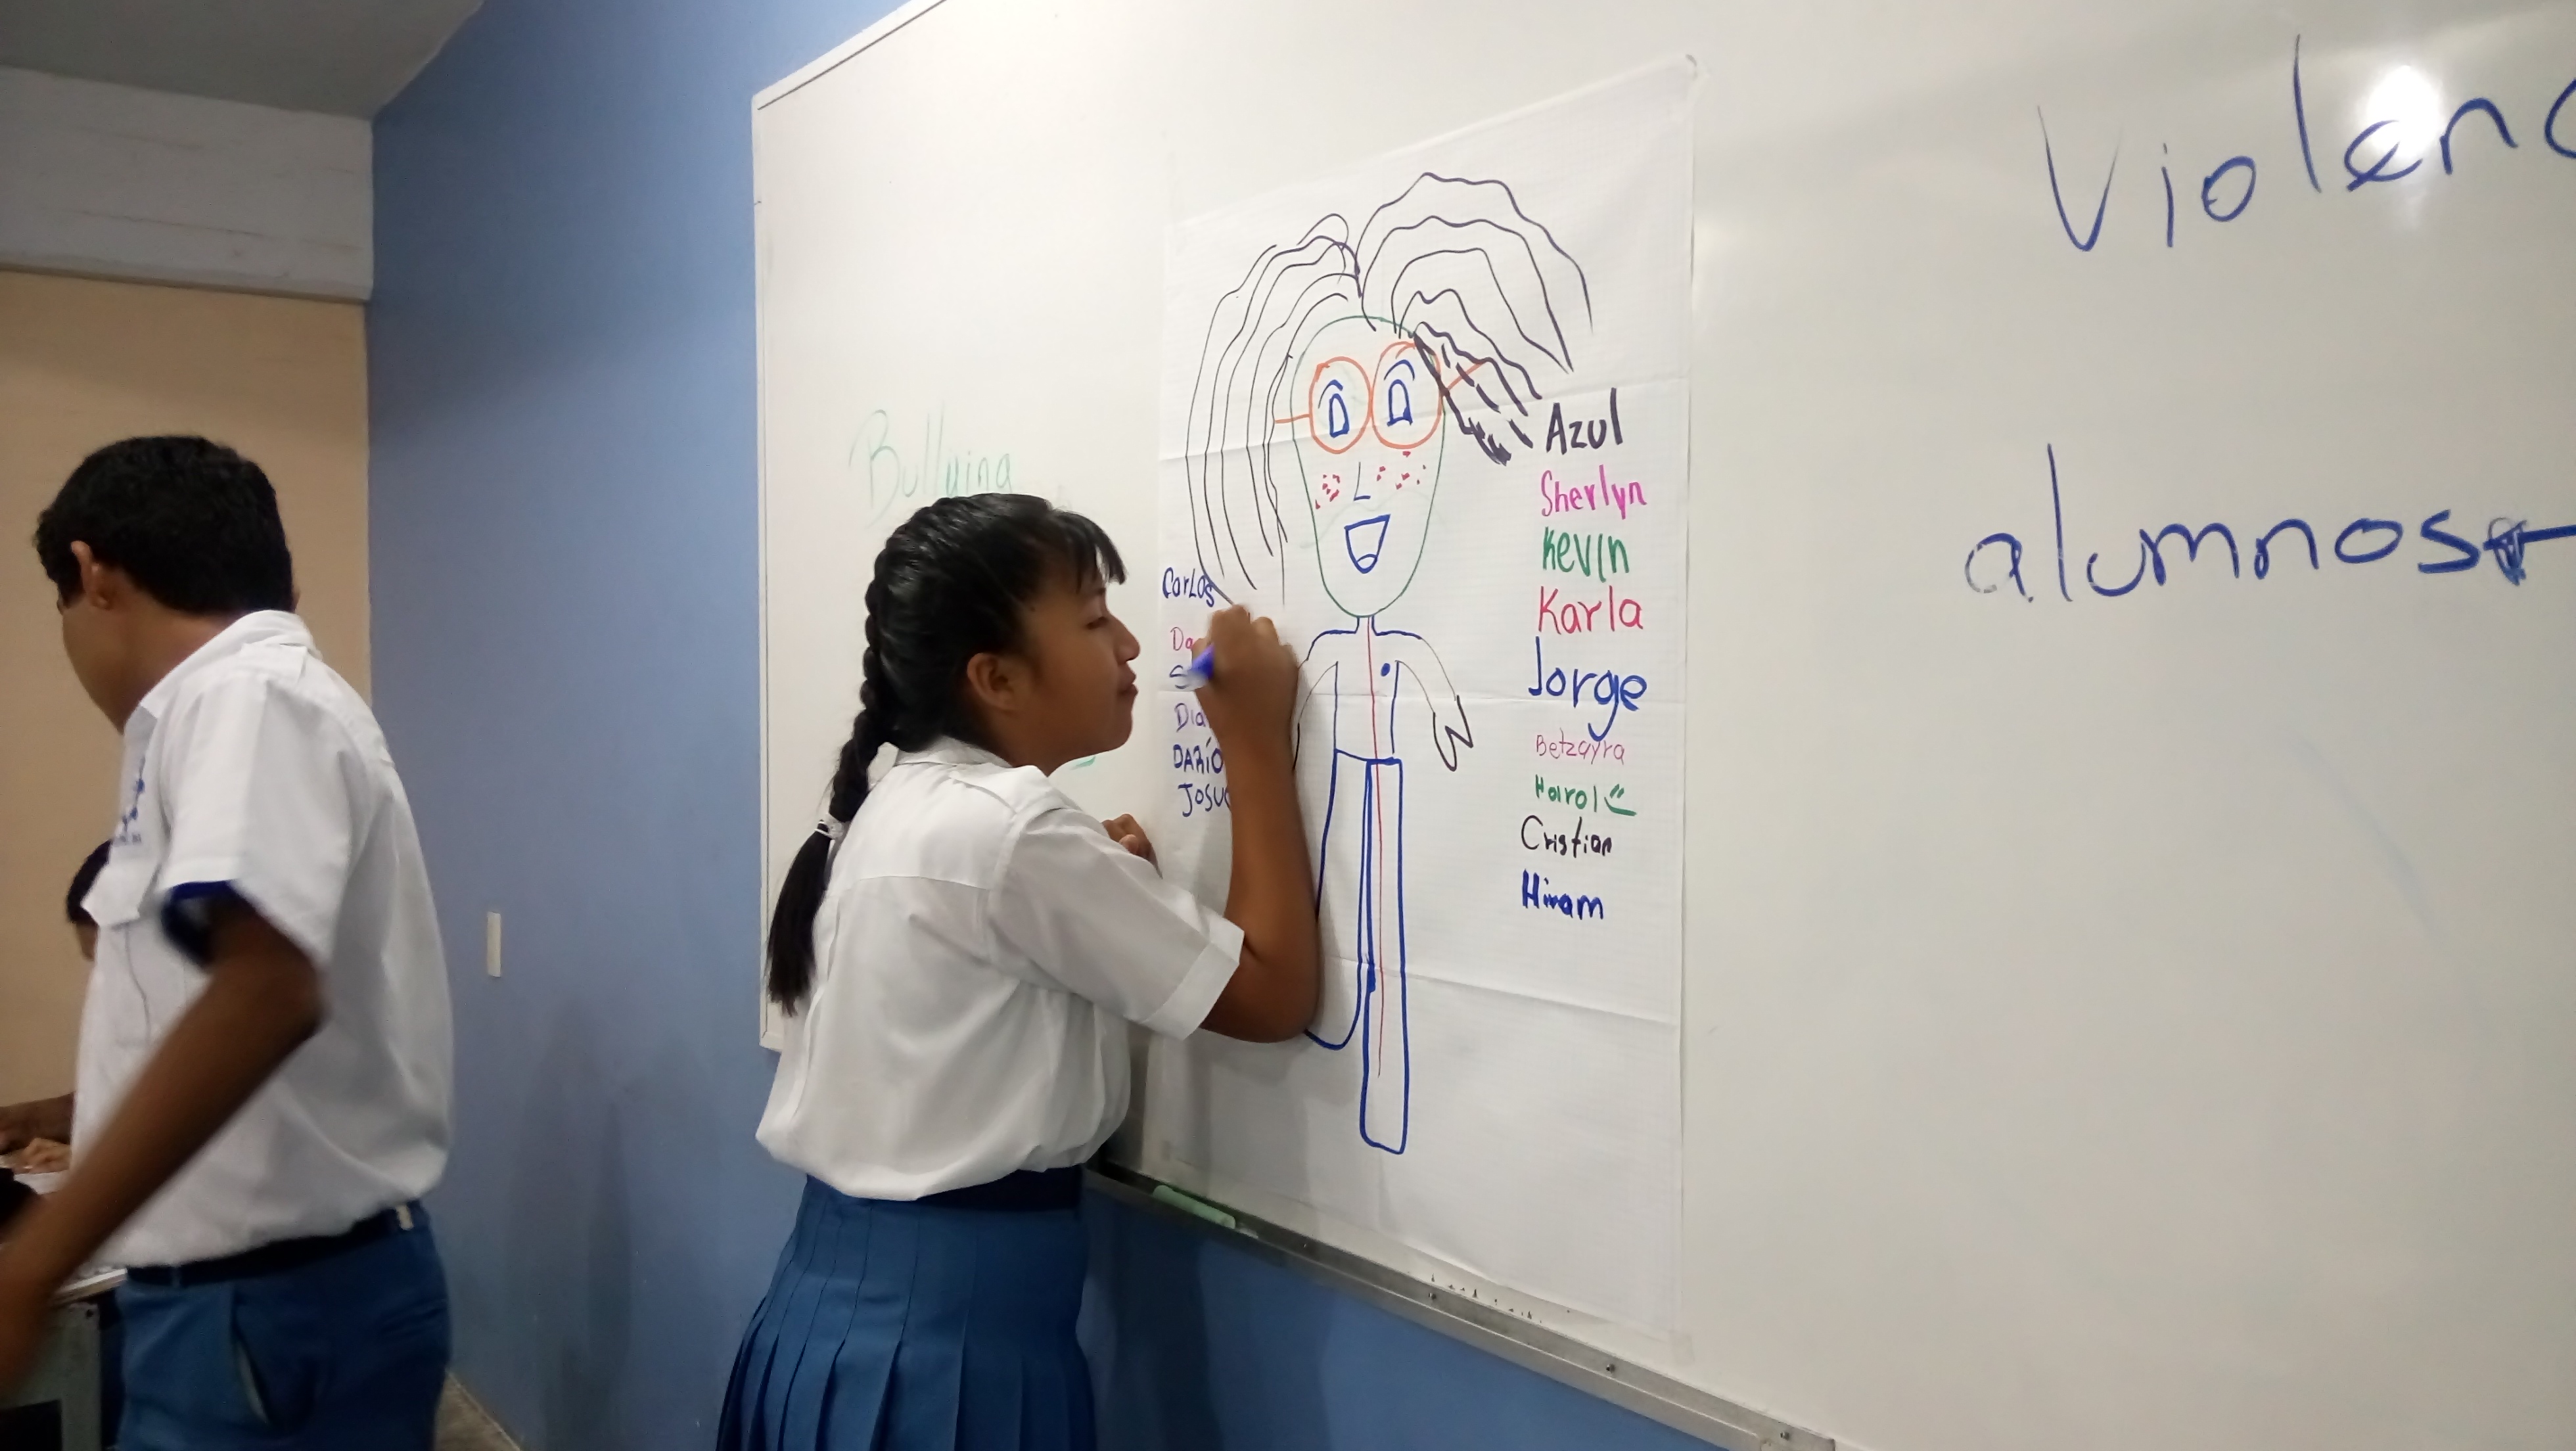 Bullying
Carlos
DARÍO
Azul
Sherlyn
Kevin
Karla
Jorge
Betzayra
Harol
Cristian
Hiram
Violenc
alumnos